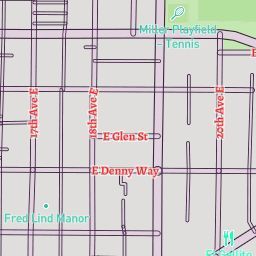 Miller Playfield
- Tennis
17th Ave E
18th Ave E
20th Ave E
E Glen St
E Denny Way
Fred Lind Manor